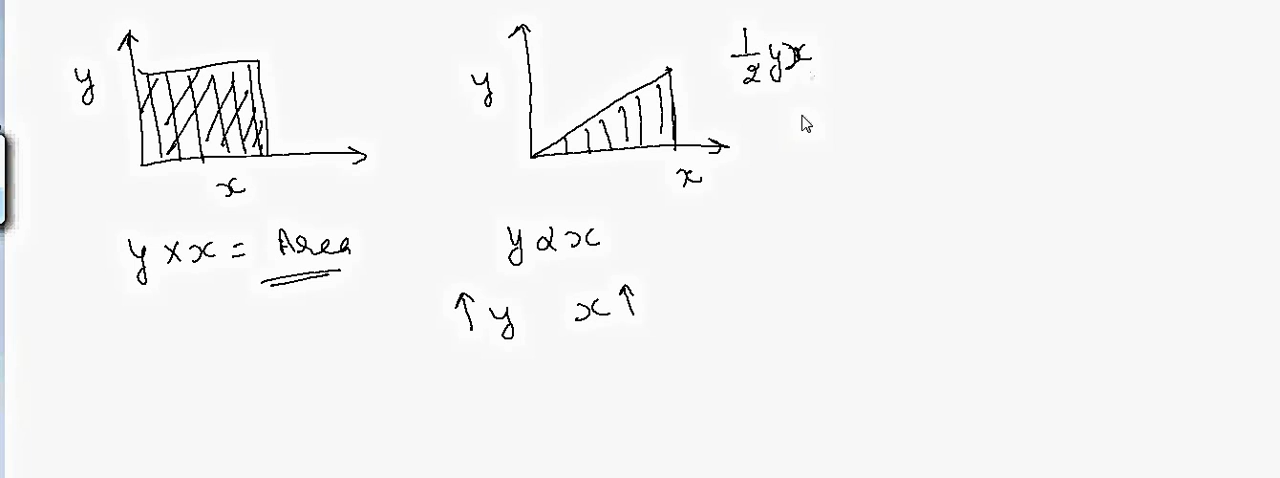 y
x
y × x = Area
y
x
1/2 yx
y ∝ x
↑ y x ↑